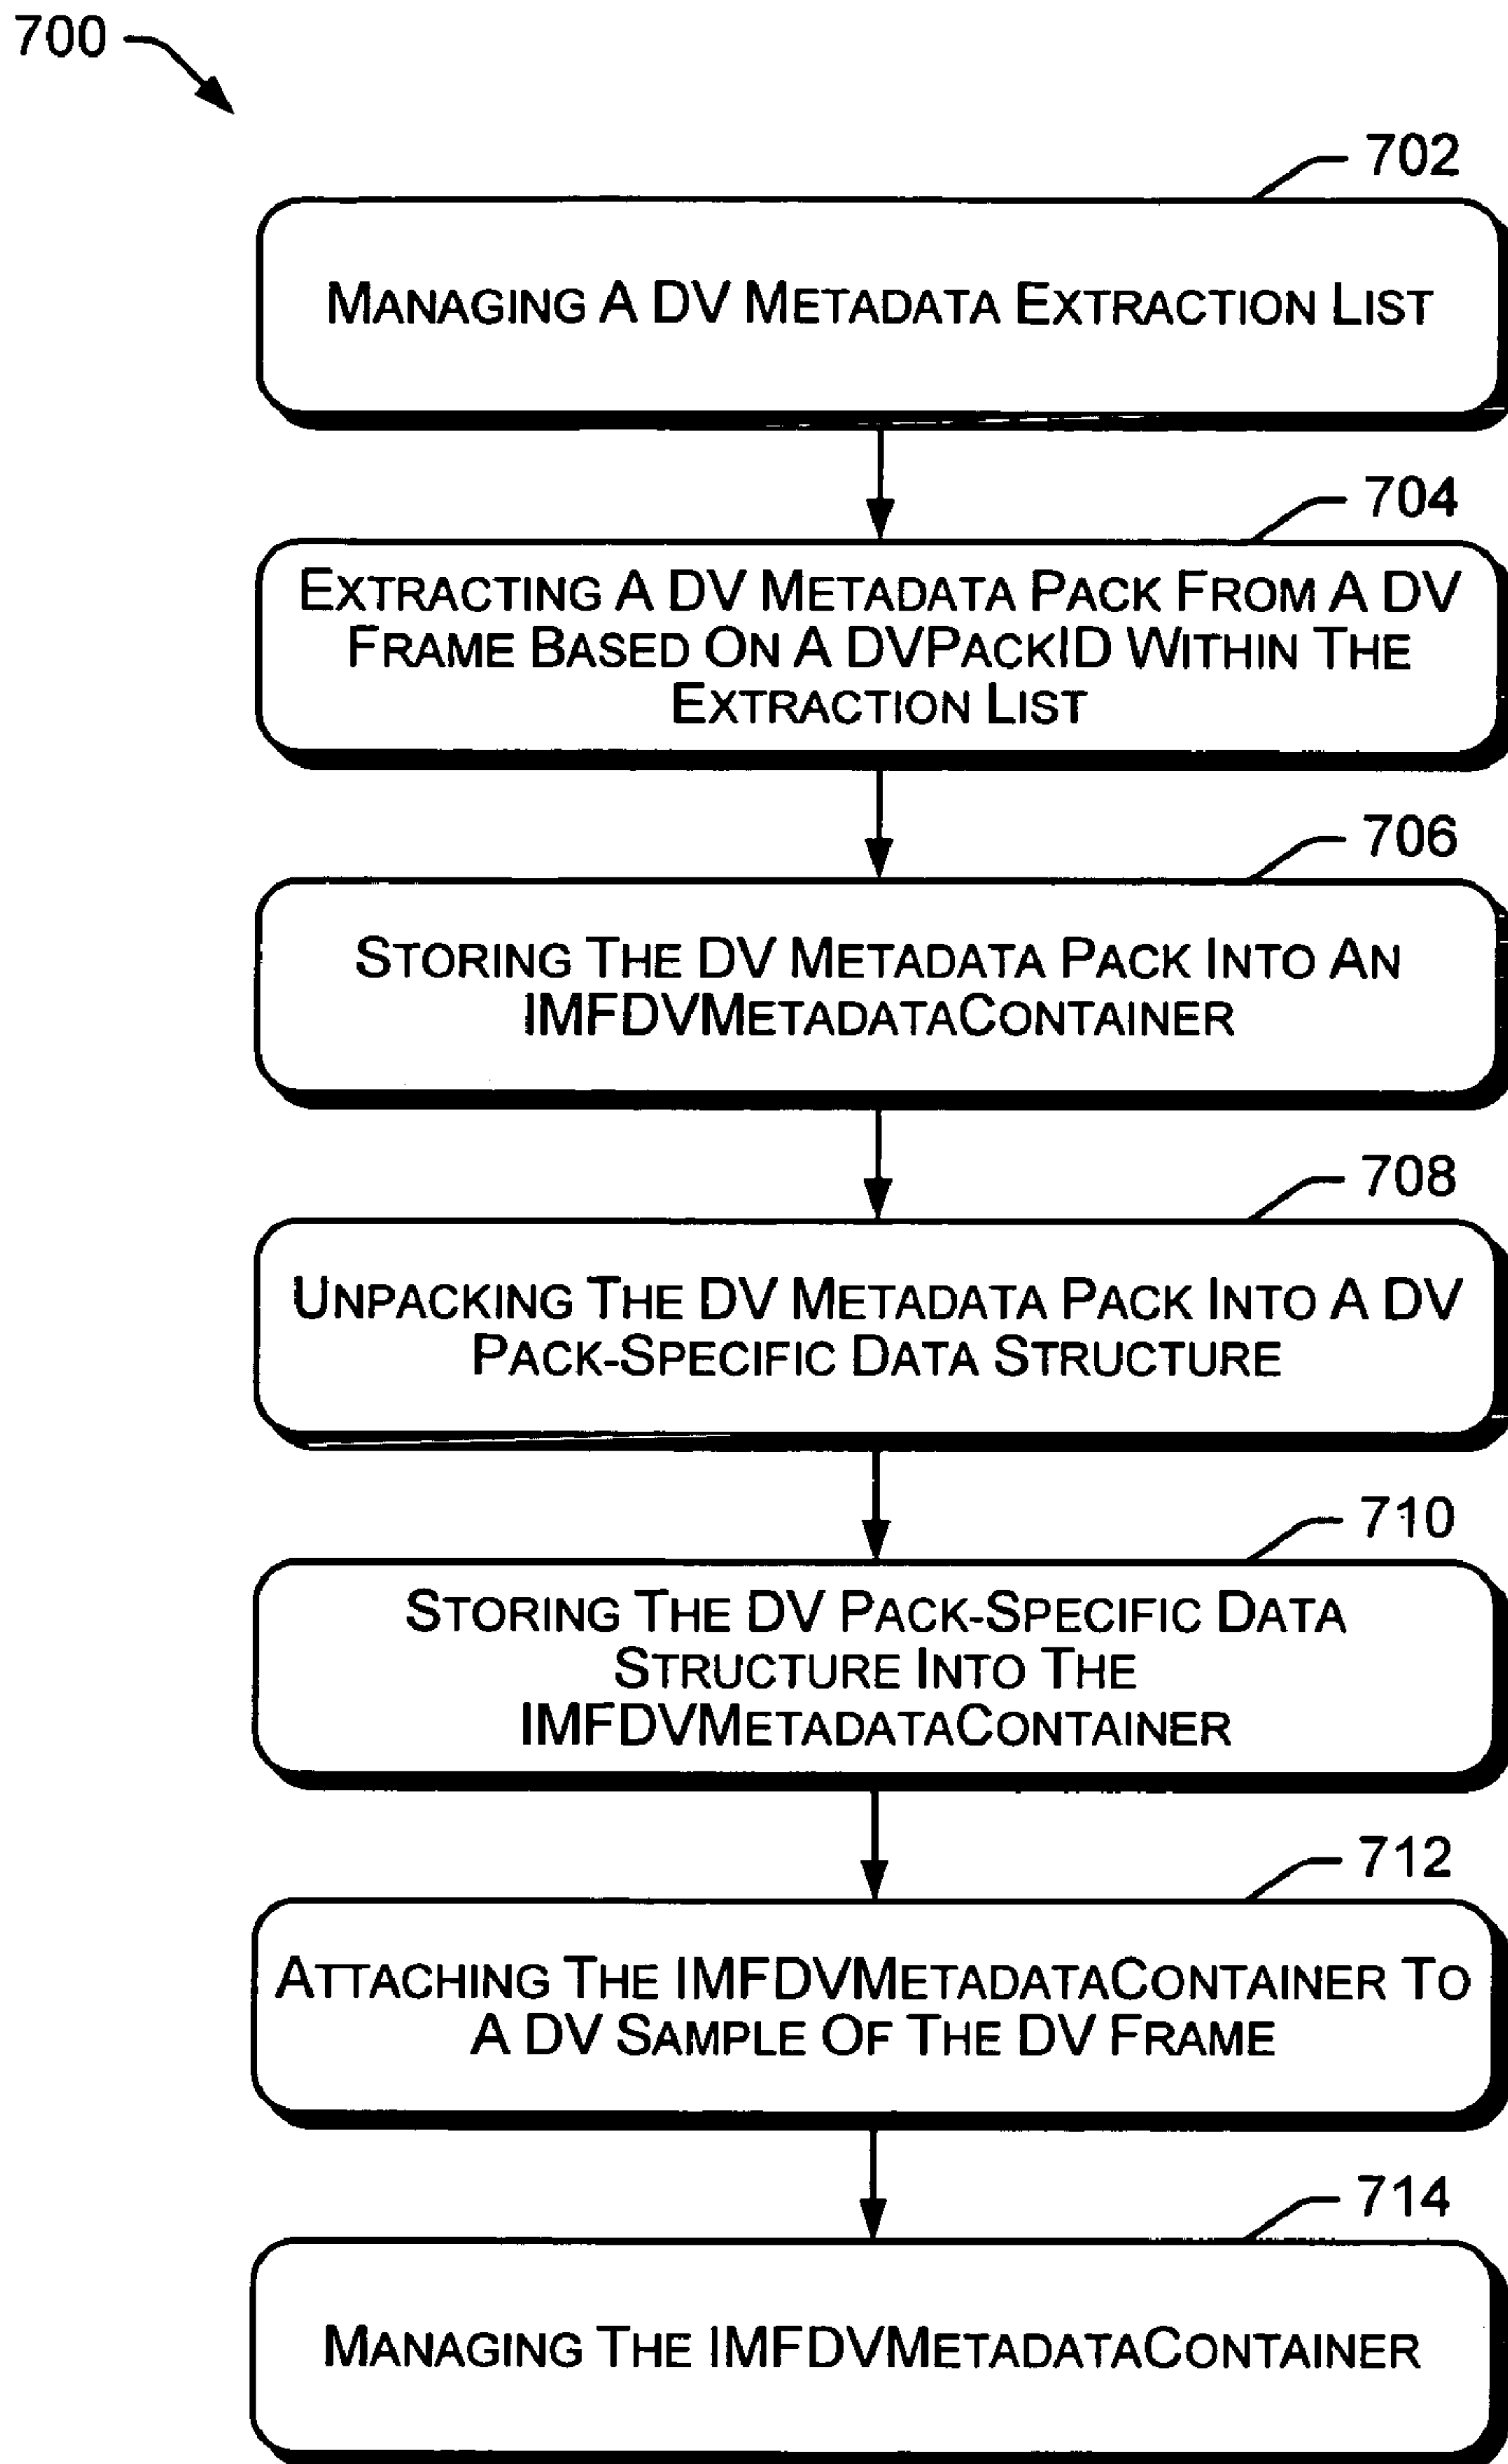 700
702
MANAGING A DV METADATA EXTRACTION LIST
704
EXTRACTING A DV METADATA PACK FROM A DV
FRAME BASED ON A DVPACKID WITHIN THE
EXTRACTION LIST
706
STORING THE DV METADATA PACK INTO AN
IMFDVMETADATACONTAINER
708
UNPACKING THE DV METADATA PACK INTO A DV
PACK-SPECIFIC DATA STRUCTURE
710
STORING THE DV PACK-SPECIFIC DATA
STRUCTURE INTO THE
IMFDVMETADATACONTAINER
712
ATTACHING THE IMFDVMETADATACONTAINER TO
A DV SAMPLE OF THE DV FRAME
714
MANAGING THE IMFDVMETADATACONTAINER